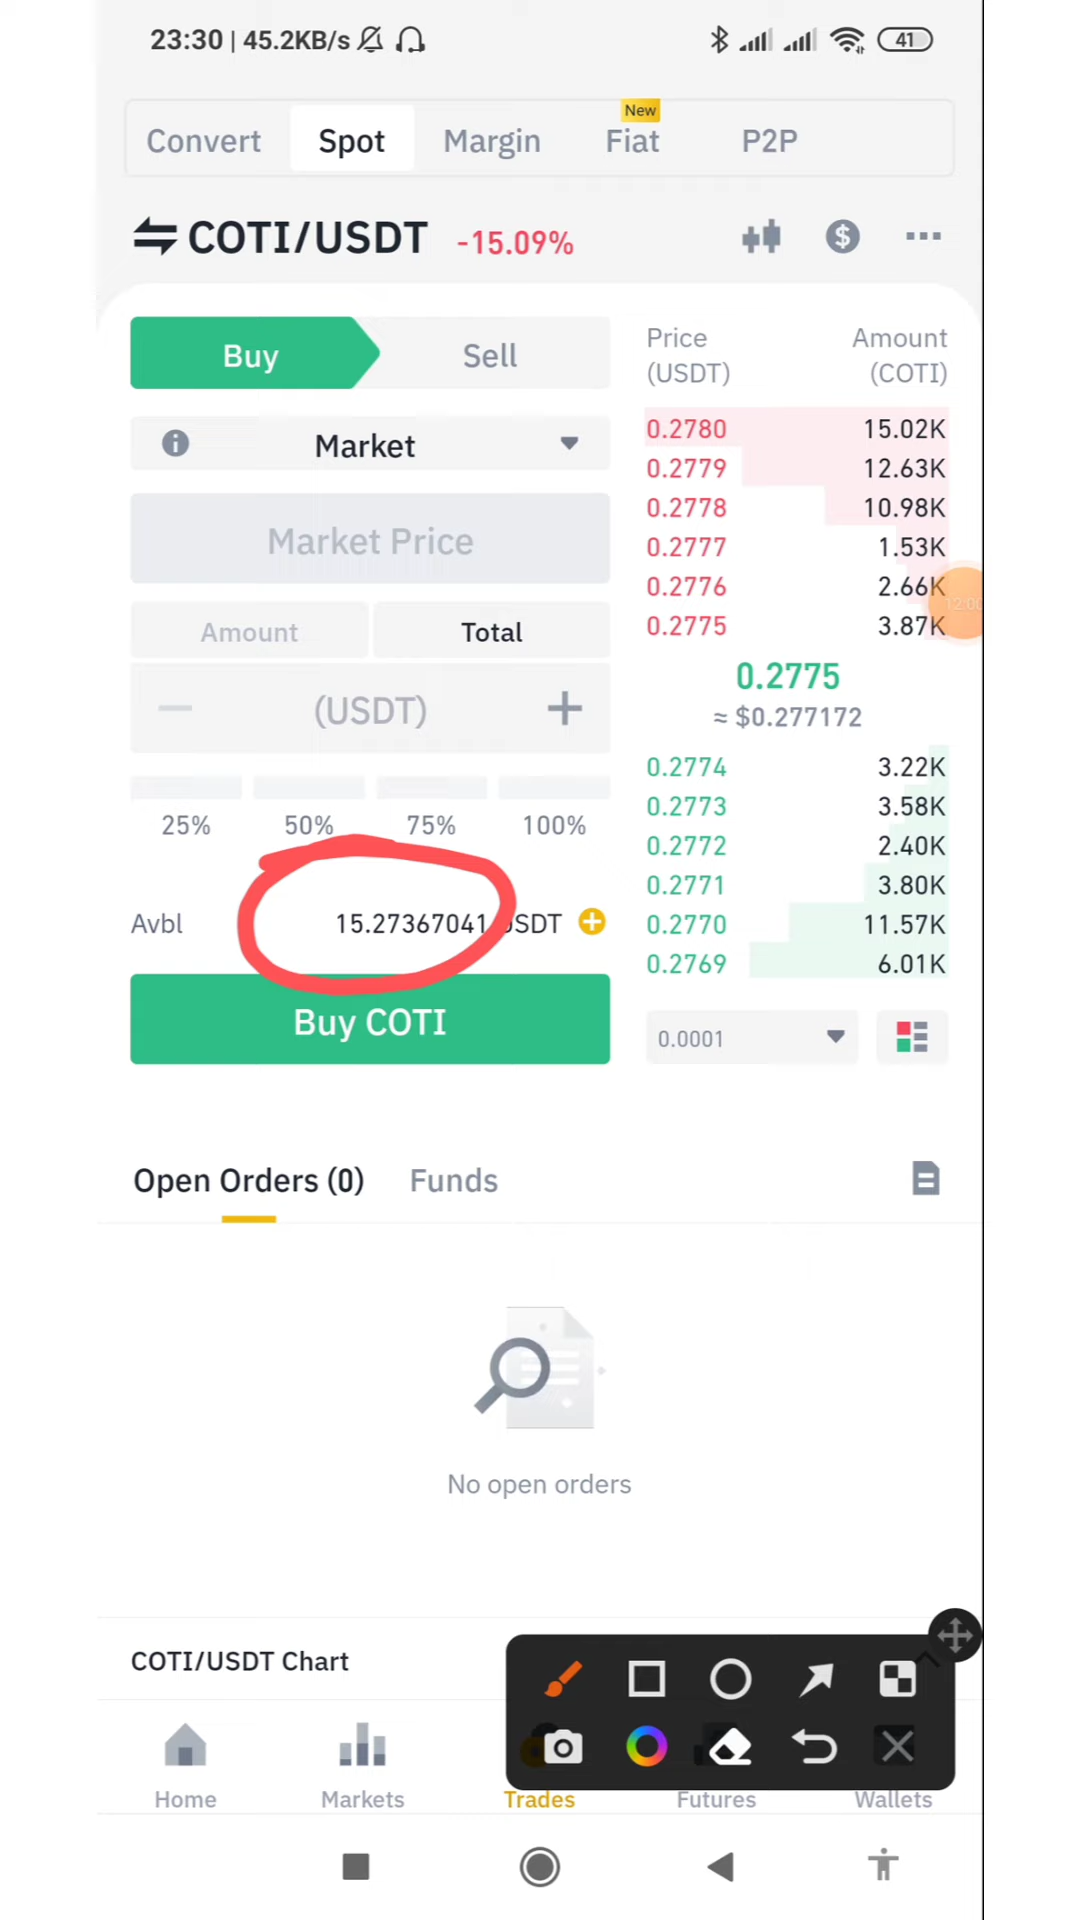 23:30 | 45.2KB/s 41
New
Convert Spot Margin Fiat P2P
COTI/USDT -15.09%
Buy Sell
Market
Market Price
Amount Total
(USDT)
25% 50% 75% 100%
Avbl 15.27367041 USDT
Buy COTI
Price Amount
(USDT) (COTI)
0.2780 15.02K
0.2779 12.63K
0.2778 10.98K
0.2777 1.53K
0.2776 2.66K
12:00
0.2775 3.87K
0.2775
≈ $0.277172
0.2774 3.22K
0.2773 3.58K
0.2772 2.40K
0.2771 3.80K
0.2770 11.57K
0.2769 6.01K
0.0001
Open Orders (0) Funds
No open orders
COTI/USDT Chart
Home Markets Trades Futures Wallets